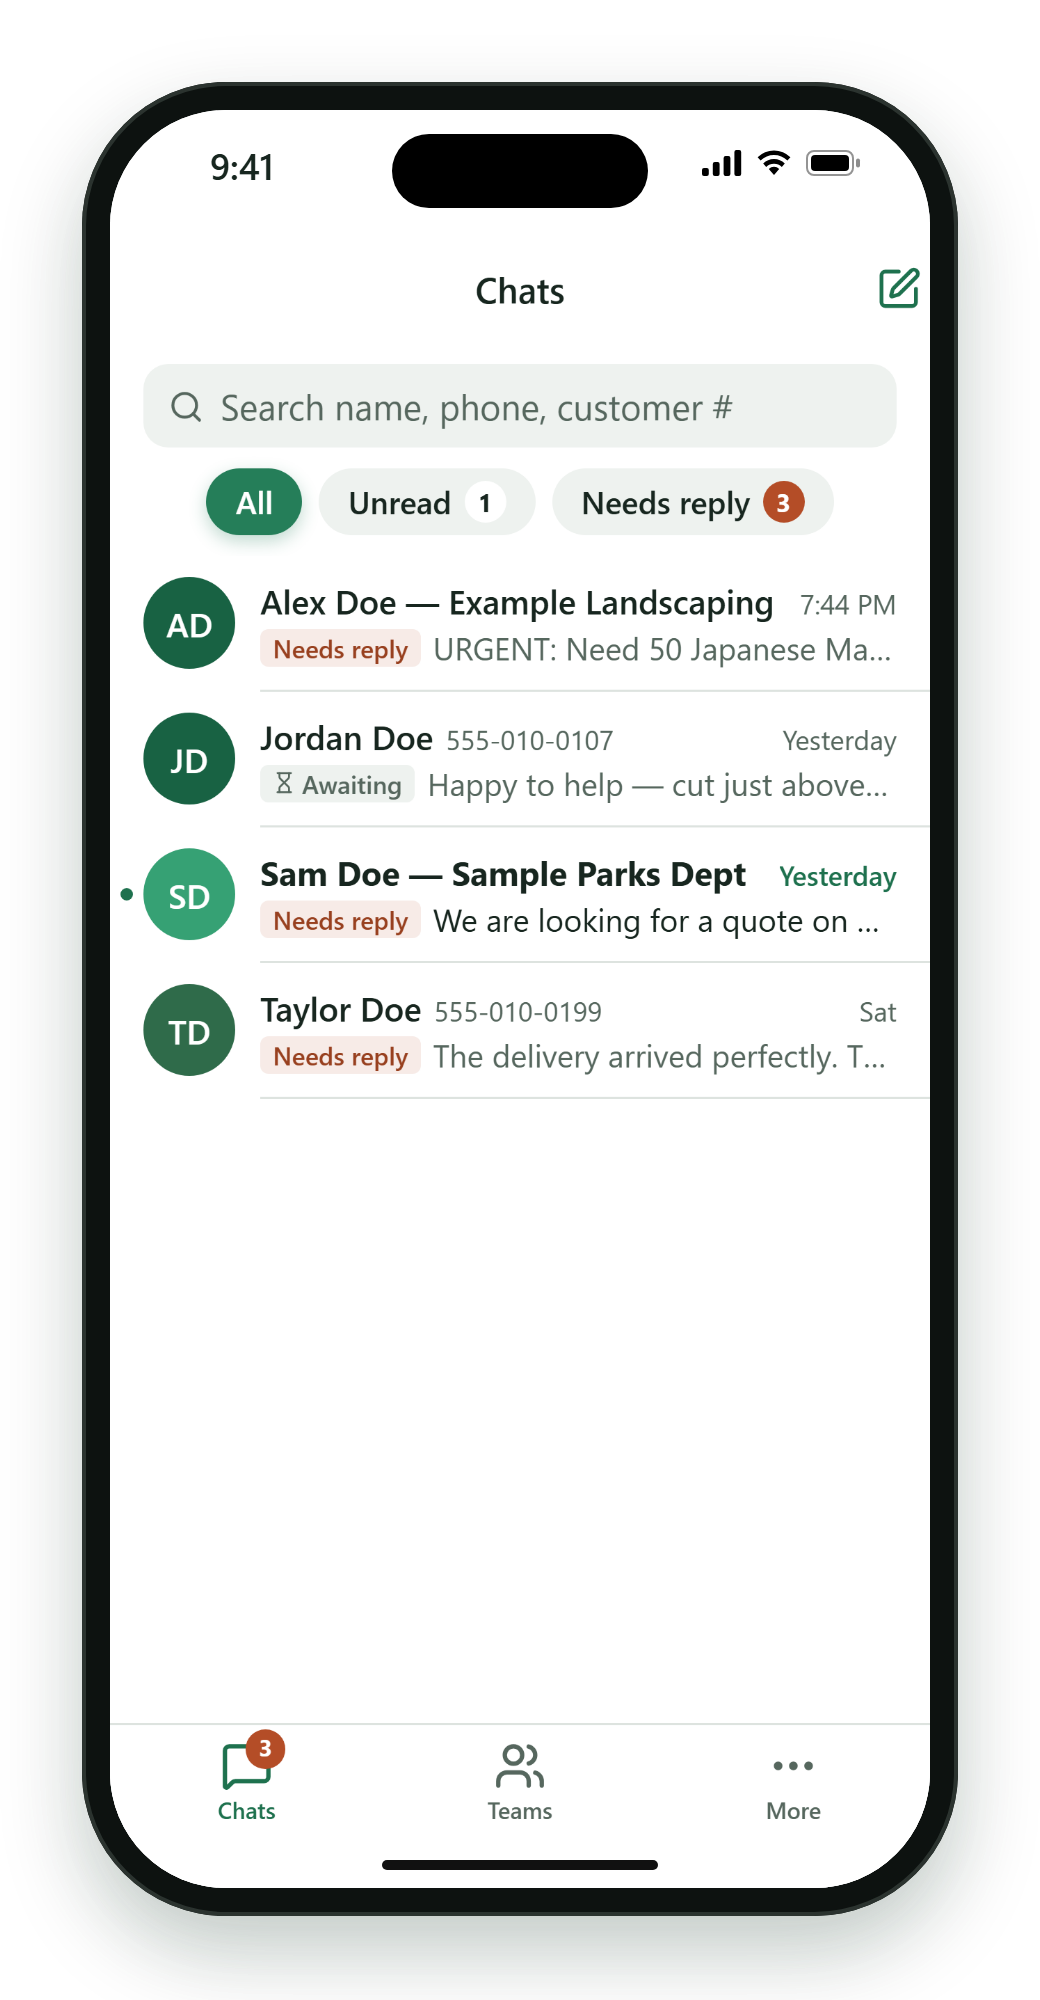 9:41
Chats
Search name, phone, customer #
All Unread 1 Needs reply 3
AD Alex Doe — Example Landscaping 7:44 PM
Needs reply URGENT: Need 50 Japanese Ma...
JD Jordan Doe 555-010-0107 Yesterday
Awaiting Happy to help — cut just above...
SD Sam Doe — Sample Parks Dept Yesterday
Needs reply We are looking for a quote on ...
TD Taylor Doe 555-010-0199 Sat
Needs reply The delivery arrived perfectly. T...
3
Chats Teams More